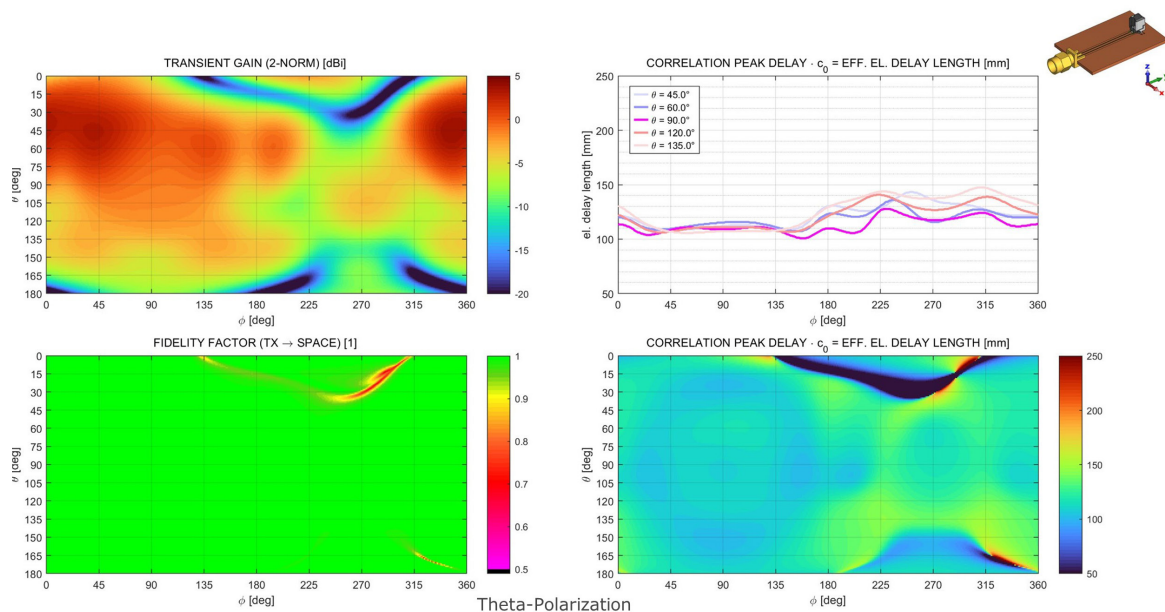 TRANSIENT GAIN (2-NORM) [dBi]
0
15
30
45
60
75
90
105
120
135
150
165
180
θ [deg]
0 45 90 135 180 225 270 315 360
ϕ [deg]
5
0
-5
-10
-15
-20
CORRELATION PEAK DELAY · c₀ = EFF. EL. DELAY LENGTH [mm]
250
200
150
100
50
el. delay length [mm]
θ = 45.0°
θ = 60.0°
θ = 90.0°
θ = 120.0°
θ = 135.0°
0 45 90 135 180 225 270 315 360
ϕ [deg]
z
x
FIDELITY FACTOR (TX → SPACE) [1]
0
15
30
45
60
75
90
105
120
135
150
165
180
θ [deg]
0 45 90 135 180 225 270 315 360
ϕ [deg]
1
0.9
0.8
0.7
0.6
0.5
CORRELATION PEAK DELAY · c₀ = EFF. EL. DELAY LENGTH [mm]
0
15
30
45
60
75
90
105
120
135
150
165
180
θ [deg]
0 45 90 135 180 225 270 315 360
ϕ [deg]
250
200
150
100
50
Theta-Polarization